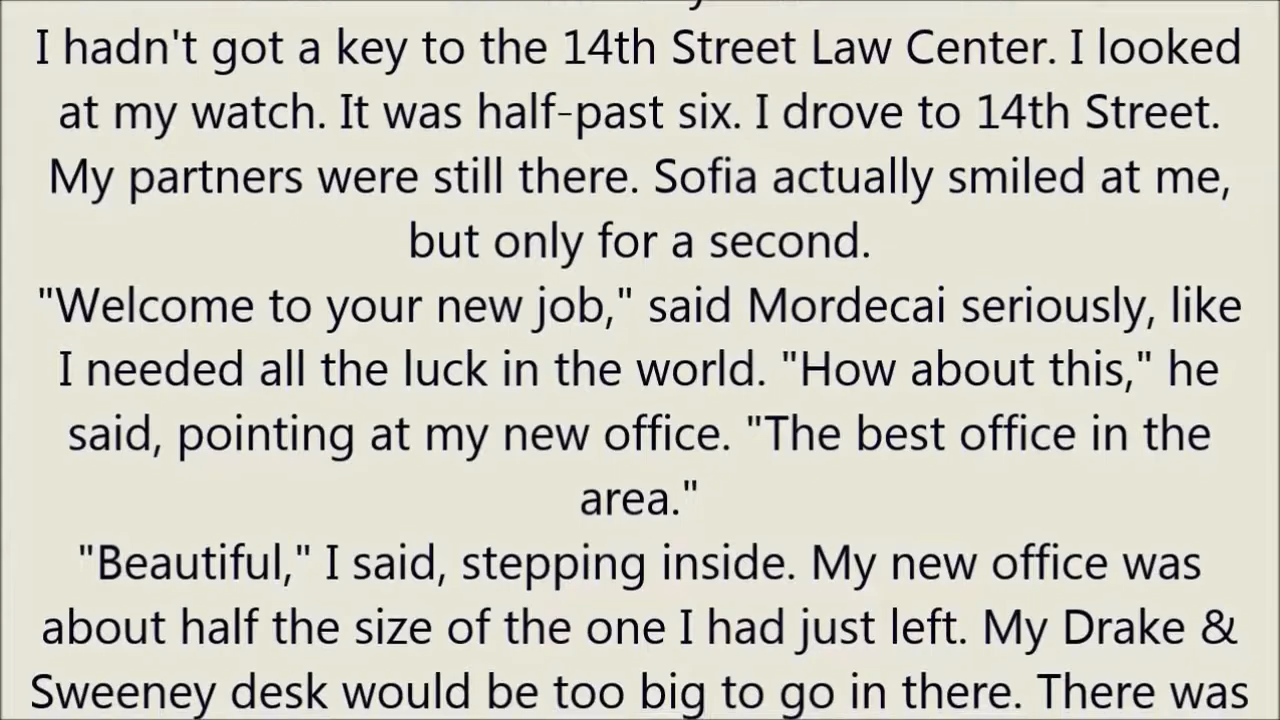 I hadn't got a key to the 14th Street Law Center. I looked
at my watch. It was half-past six. I drove to 14th Street.
My partners were still there. Sofia actually smiled at me,
but only for a second.
"Welcome to your new job," said Mordecai seriously, like
I needed all the luck in the world. "How about this," he
said, pointing at my new office. "The best office in the
area."
"Beautiful," I said, stepping inside. My new office was
about half the size of the one I had just left. My Drake &
Sweeney desk would be too big to go in there. There was